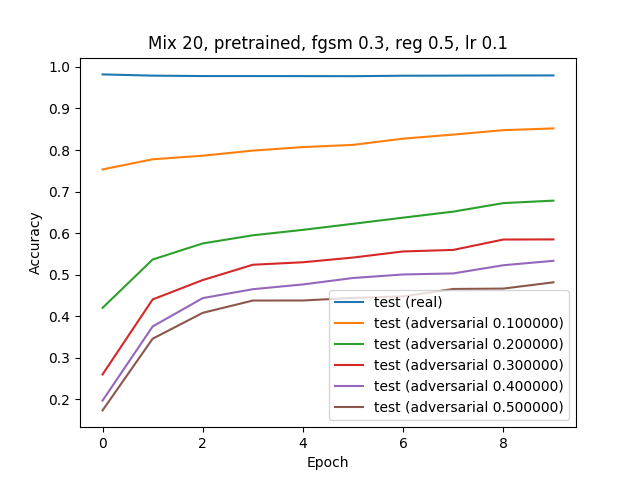 Mix 20, pretrained, fgsm 0.3, reg 0.5, lr 0.1
Accuracy
1.0
0.9
0.8
0.7
0.6
0.5
0.4
0.3
0.2
test (real)
test (adversarial 0.100000)
test (adversarial 0.200000)
test (adversarial 0.300000)
test (adversarial 0.400000)
test (adversarial 0.500000)
0 2 4 6 8
Epoch